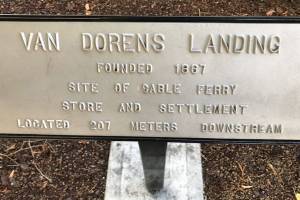 VAN DORENS LANDING
FOUNDED 1867
SITE OF CABLE FERRY
STORE AND SETTLEMENT
LOCATED 207 METERS DOWNSTREAM